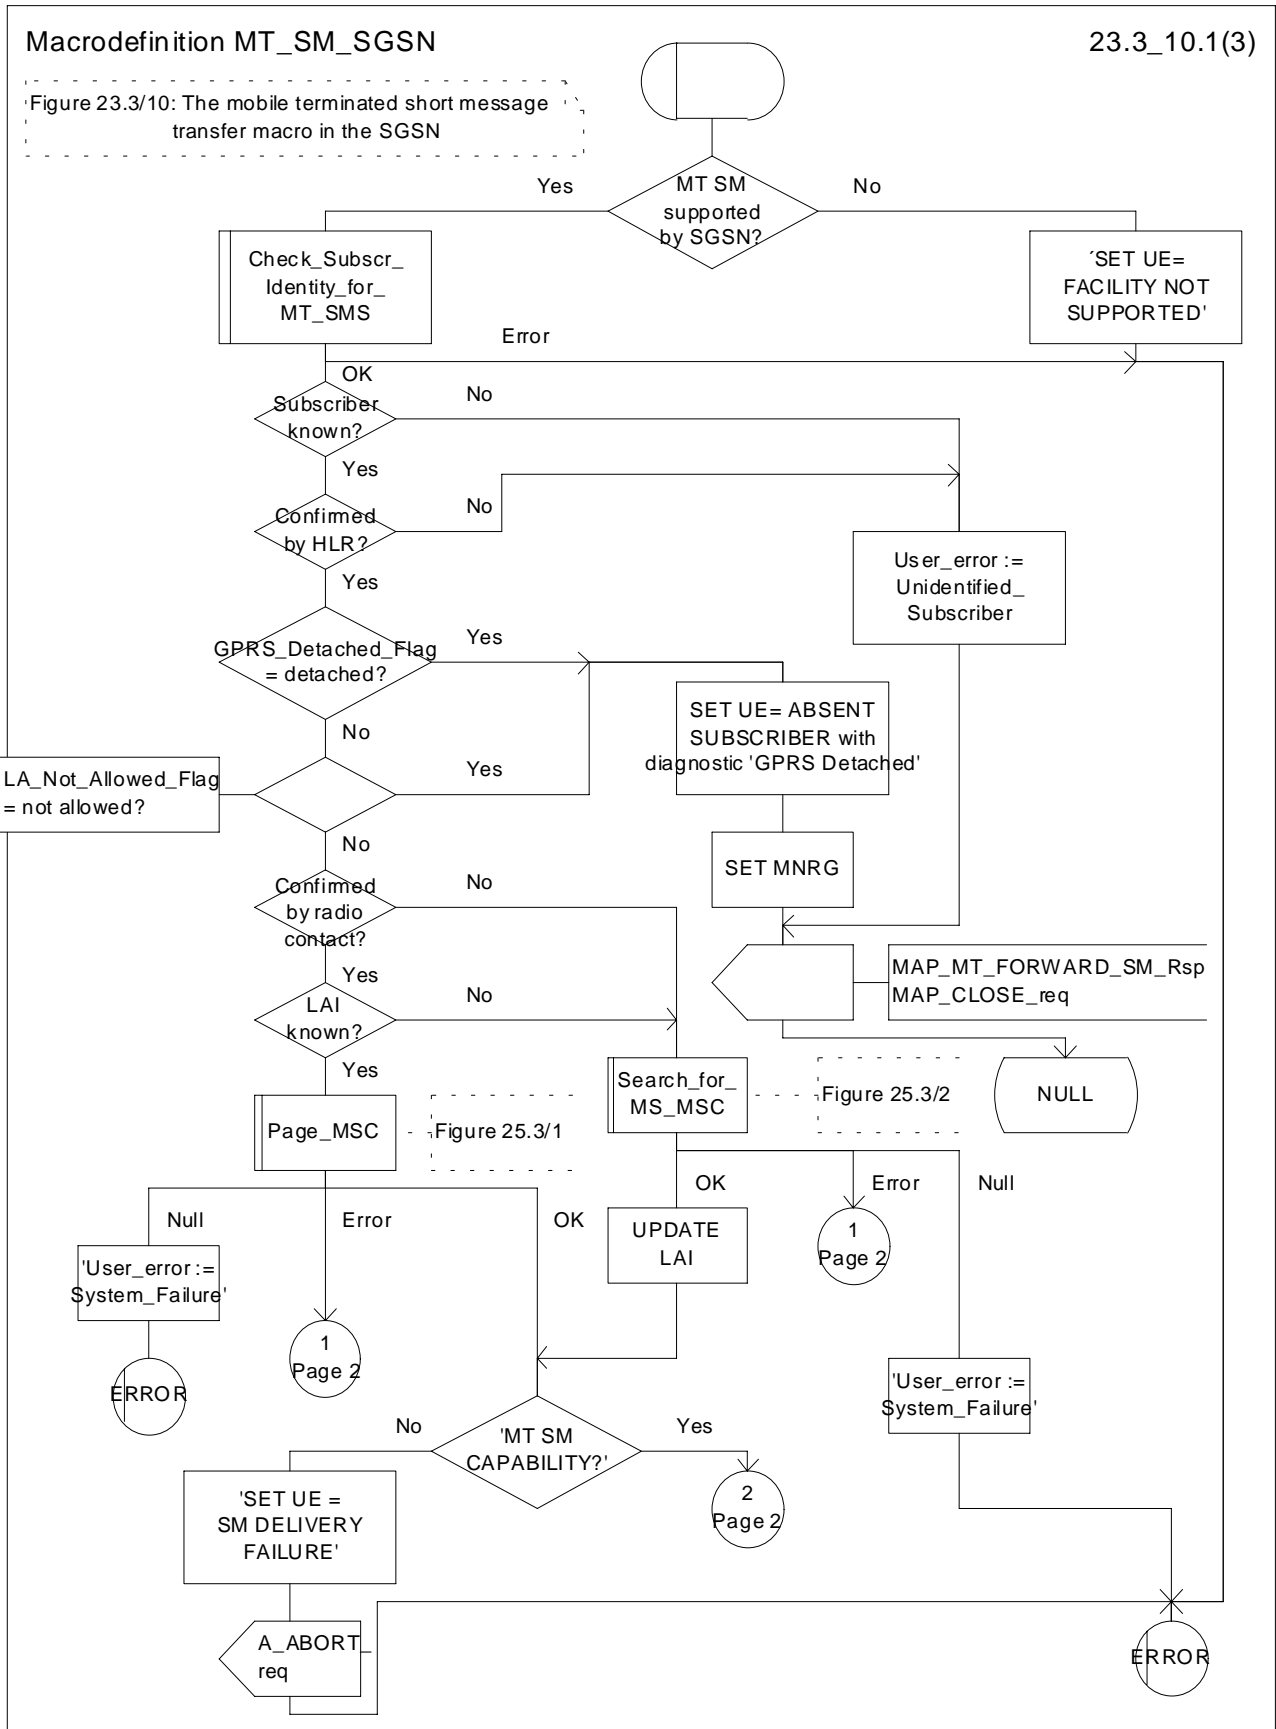 Macrodefinition MT_SM_SGSN
23.3_10.1(3)
Figure 23.3/10: The mobile terminated short message
transfer macro in the SGSN
Yes
MT SM
supported
by SGSN?
No
Check_Subscr_
Identity_for_
MT_SMS
´SET UE=
FACILITY NOT
SUPPORTED'
Error
OK
Subscriber
known?
No
Yes
Confirmed
by HLR?
No
User_error :=
Unidentified_
Subscriber
Yes
GPRS_Detached_Flag
= detached?
Yes
SET UE= ABSENT
SUBSCRIBER with
diagnostic 'GPRS Detached'
No
LA_Not_Allowed_Flag
= not allowed?
Yes
No
SET MNRG
Confirmed
by radio
contact?
No
MAP_MT_FORWARD_SM_Rsp
MAP_CLOSE_req
Yes
LAI
known?
No
Yes
Search_for_
MS_MSC
Figure 25.3/2
NULL
Page_MSC
Figure 25.3/1
OK
Error
Null
Null
Error
OK
UPDATE
LAI
1
Page 2
'User_error :=
System_Failure'
1
Page 2
ERROR
'User_error :=
System_Failure'
No
'MT SM
CAPABILITY?'
Yes
'SET UE =
SM DELIVERY
FAILURE'
2
Page 2
A_ABORT_
req
ERROR